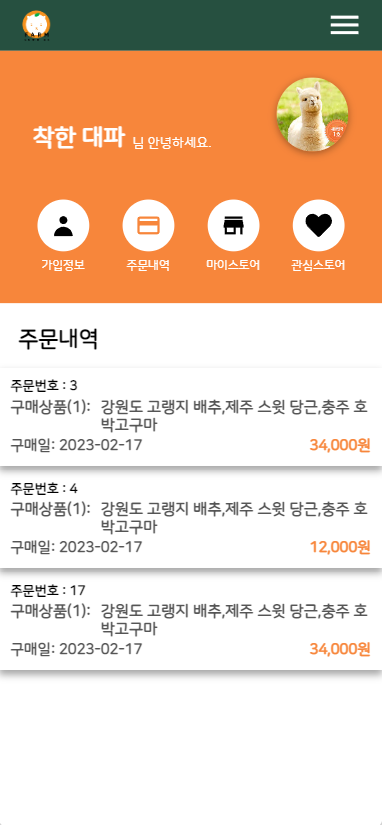 FARM
착한 대파 님 안녕하세요.
가입정보 주문내역 마이스토어 관심스토어
주문내역
주문번호 : 3
구매상품(1): 강원도 고랭지 배추,제주 스윗 당근,충주 호
박고구마
구매일: 2023-02-17 34,000원
주문번호 : 4
구매상품(1): 강원도 고랭지 배추,제주 스윗 당근,충주 호
박고구마
구매일: 2023-02-17 12,000원
주문번호 : 17
구매상품(1): 강원도 고랭지 배추,제주 스윗 당근,충주 호
박고구마
구매일: 2023-02-17 34,000원